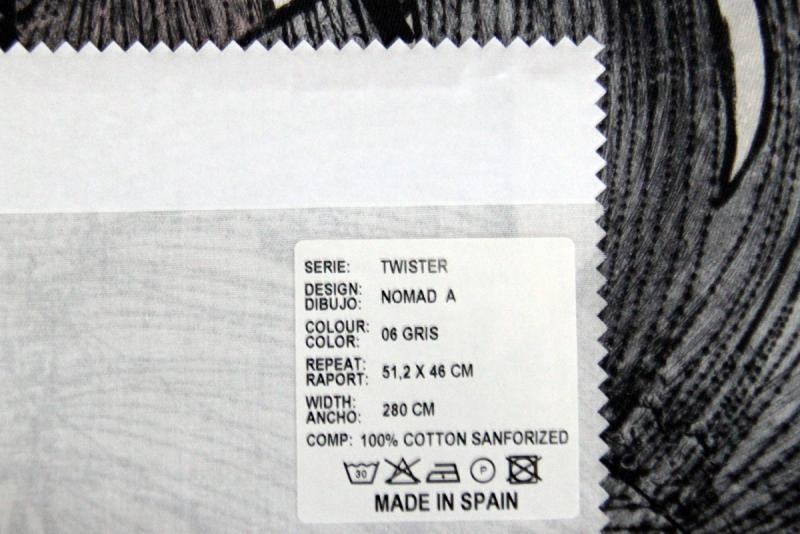 SERIE: TWISTER
DESIGN:
DIBUJO: NOMAD A
COLOUR:
COLOR: 06 GRIS
REPEAT:
RAPORT: 51,2 X 46 CM
WIDTH:
ANCHO: 280 CM
COMP: 100% COTTON SANFORIZED
30 P
MADE IN SPAIN